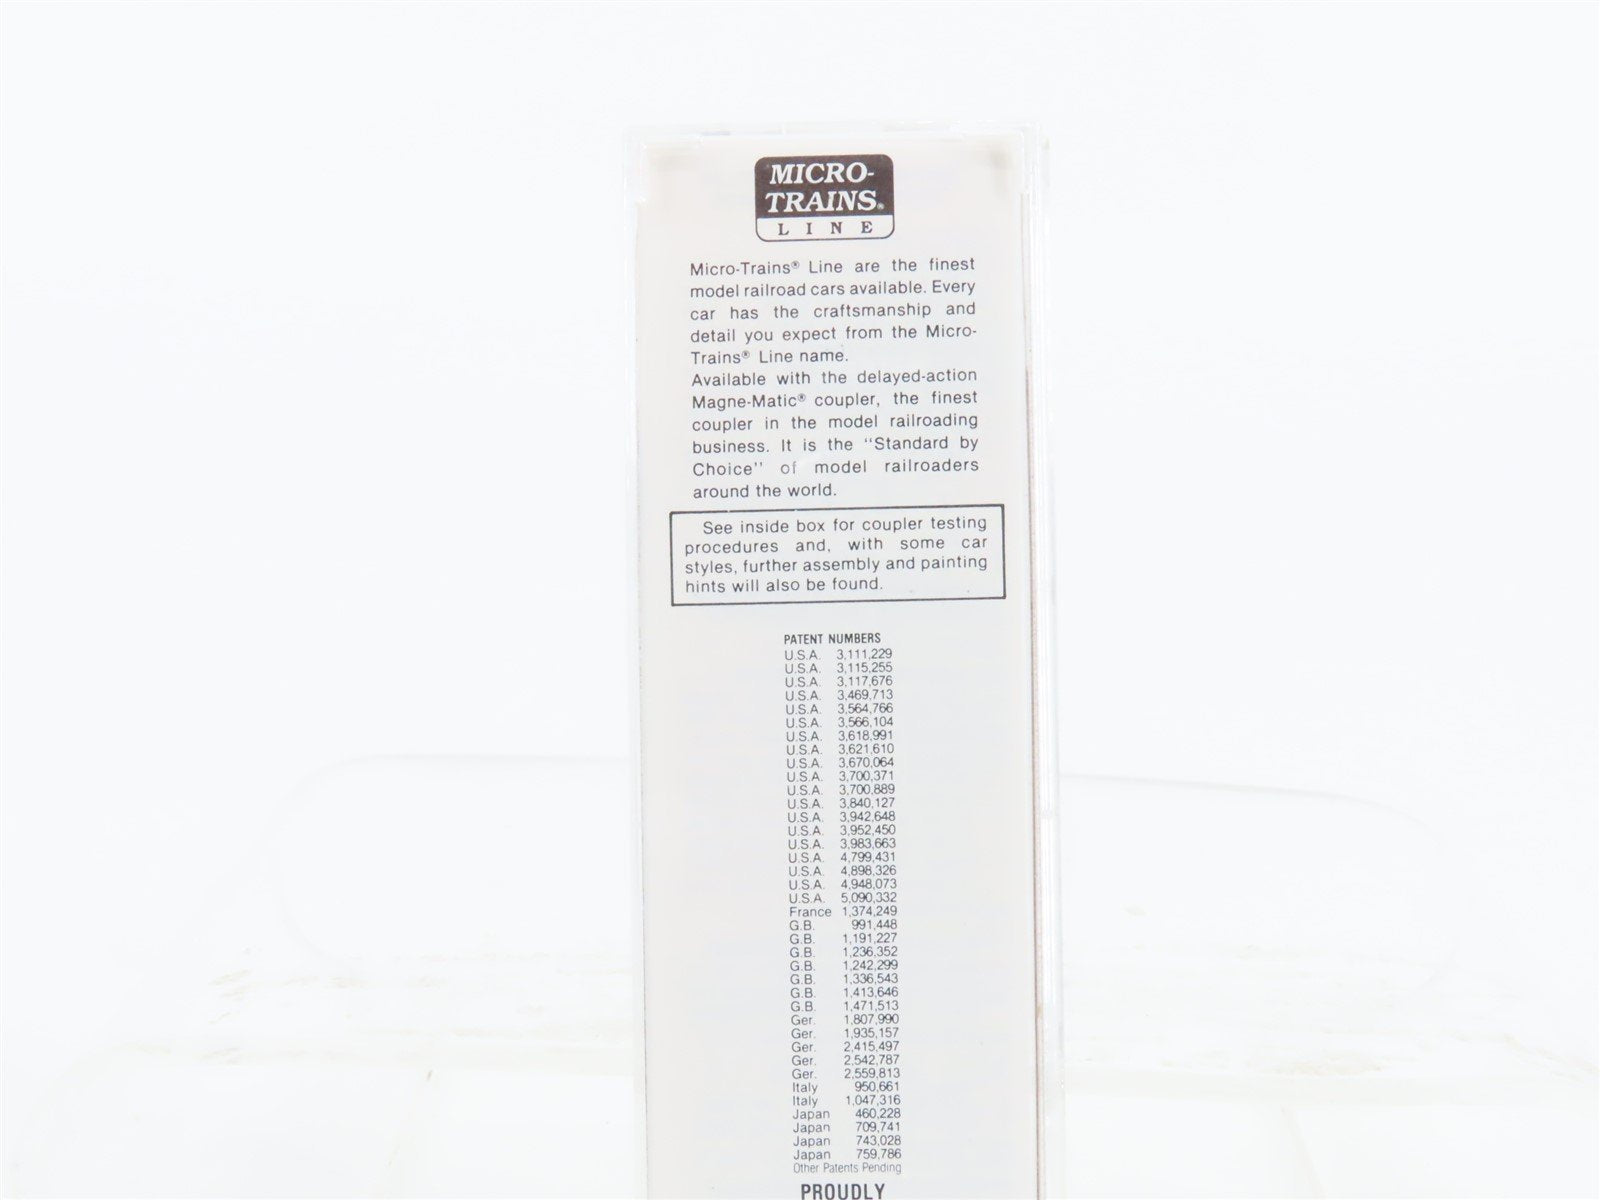 MICRO-
TRAINS®
LINE
Micro-Trains® Line are the finest
model railroad cars available. Every
car has the craftsmanship and
detail you expect from the Micro-
Trains® Line name.
Available with the delayed-action
Magne-Matic® coupler, the finest
coupler in the model railroading
business. It is the "Standard by
Choice" of model railroaders
around the world.
See inside box for coupler testing
procedures and, with some car
styles, further assembly and painting
hints will also be found.
PATENT NUMBERS
U.S.A. 3,111,229
U.S.A. 3,115,255
U.S.A. 3,117,676
U.S.A. 3,469,713
U.S.A. 3,564,766
U.S.A. 3,566,104
U.S.A. 3,618,991
U.S.A. 3,621,610
U.S.A. 3,670,064
U.S.A. 3,700,371
U.S.A. 3,700,889
U.S.A. 3,840,127
U.S.A. 3,942,648
U.S.A. 3,952,450
U.S.A. 3,983,663
U.S.A. 4,799,431
U.S.A. 4,898,326
U.S.A. 4,948,073
U.S.A. 5,090,332
France 1,374,249
G.B. 991,448
G.B. 1,191,227
G.B. 1,236,352
G.B. 1,242,299
G.B. 1,336,543
G.B. 1,413,646
G.B. 1,471,513
Ger. 1,807,990
Ger. 1,935,157
Ger. 2,415,497
Ger. 2,542,787
Ger. 2,559,813
Italy 950,661
Italy 1,047,316
Japan 460,228
Japan 709,741
Japan 743,028
Japan 759,786
Other Patents Pending
PROUDLY